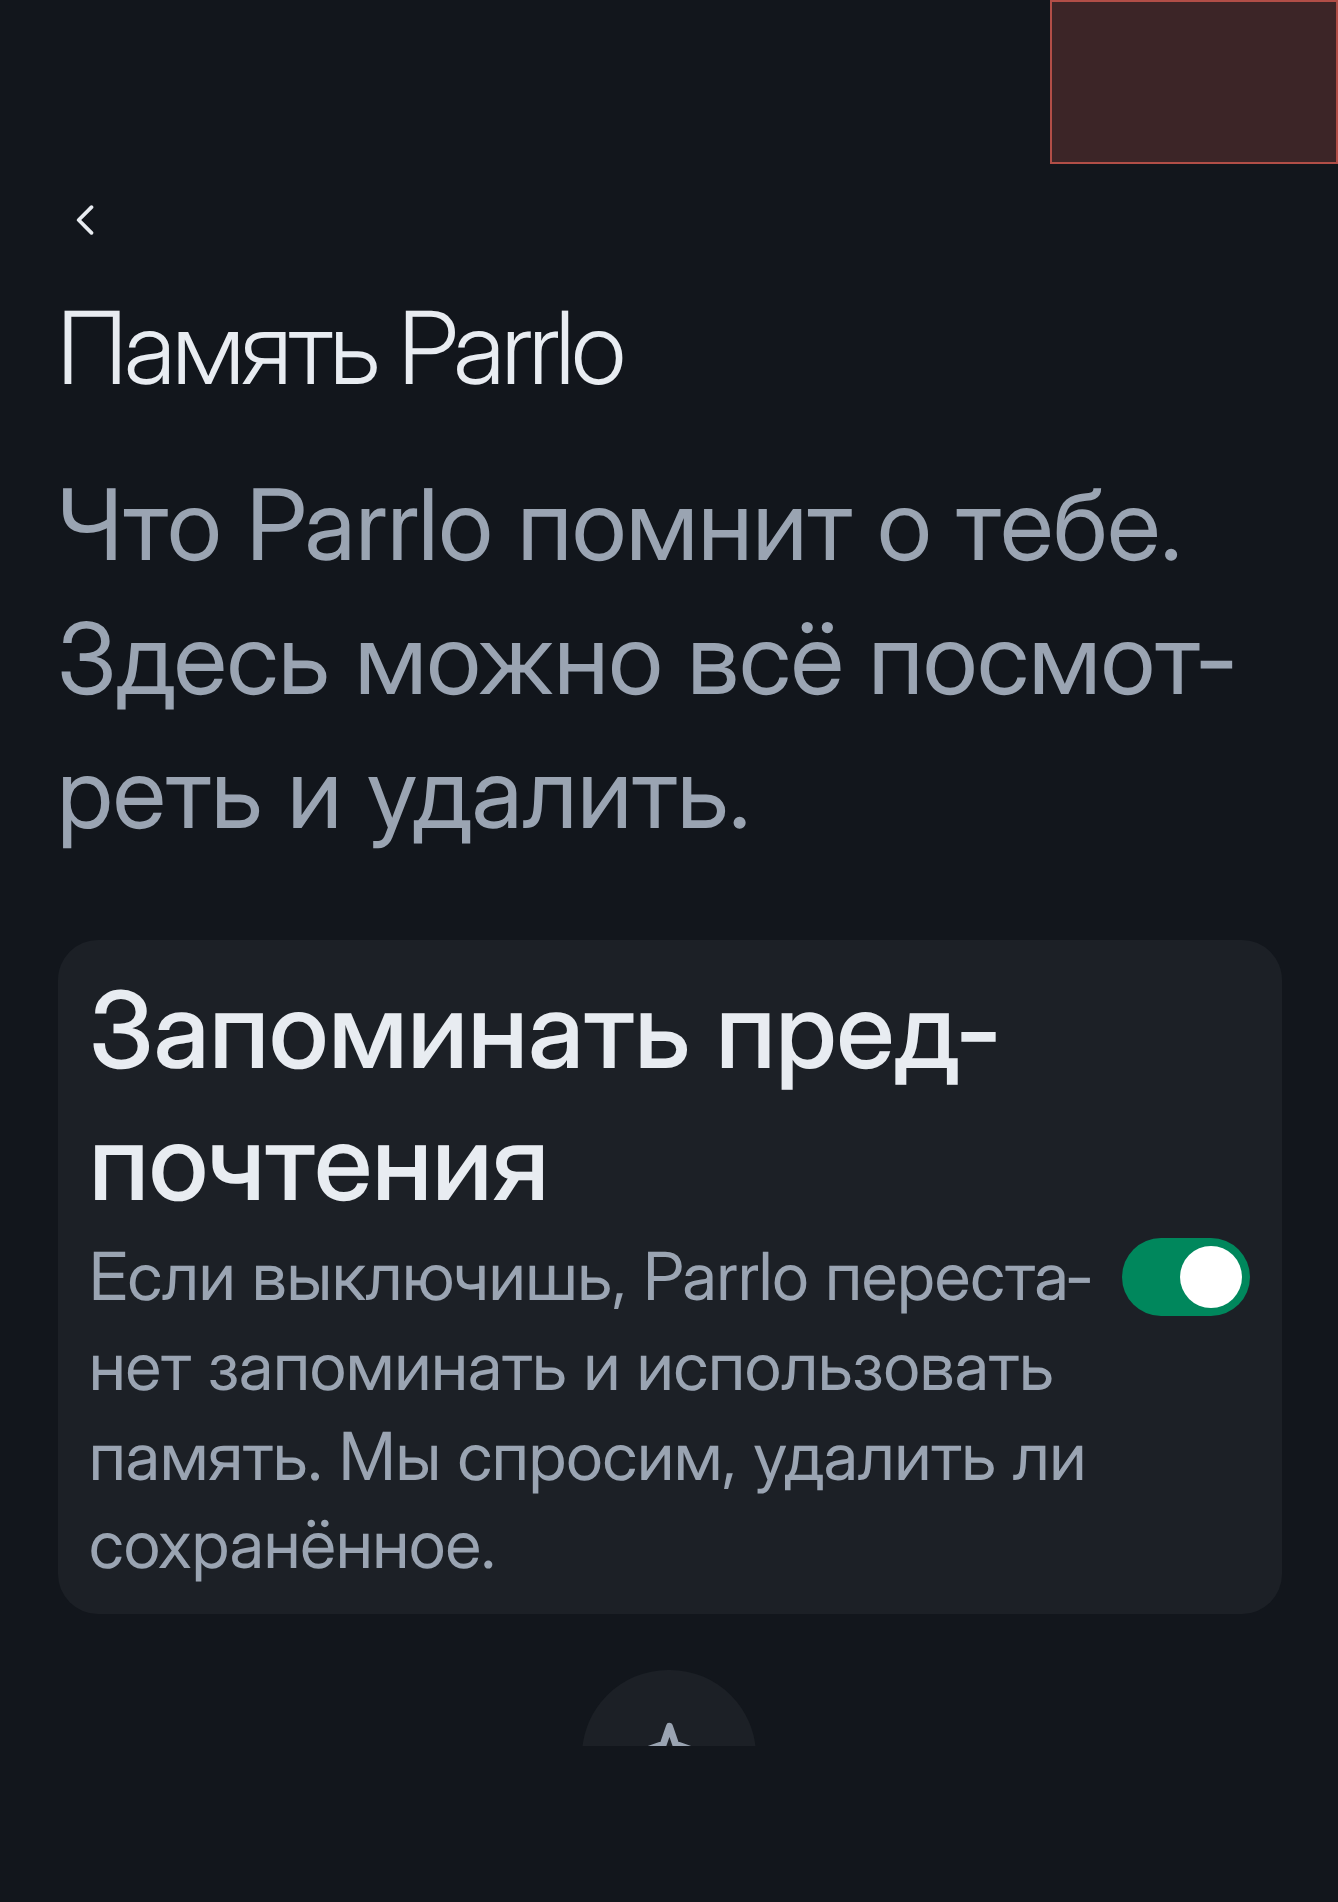 Память Parrlo
Что Parrlo помнит о тебе.
Здесь можно всё посмот-
реть и удалить.
Запоминать пред-
почтения
Если выключишь, Parrlo переста-
нет запоминать и использовать
память. Мы спросим, удалить ли
сохранённое.